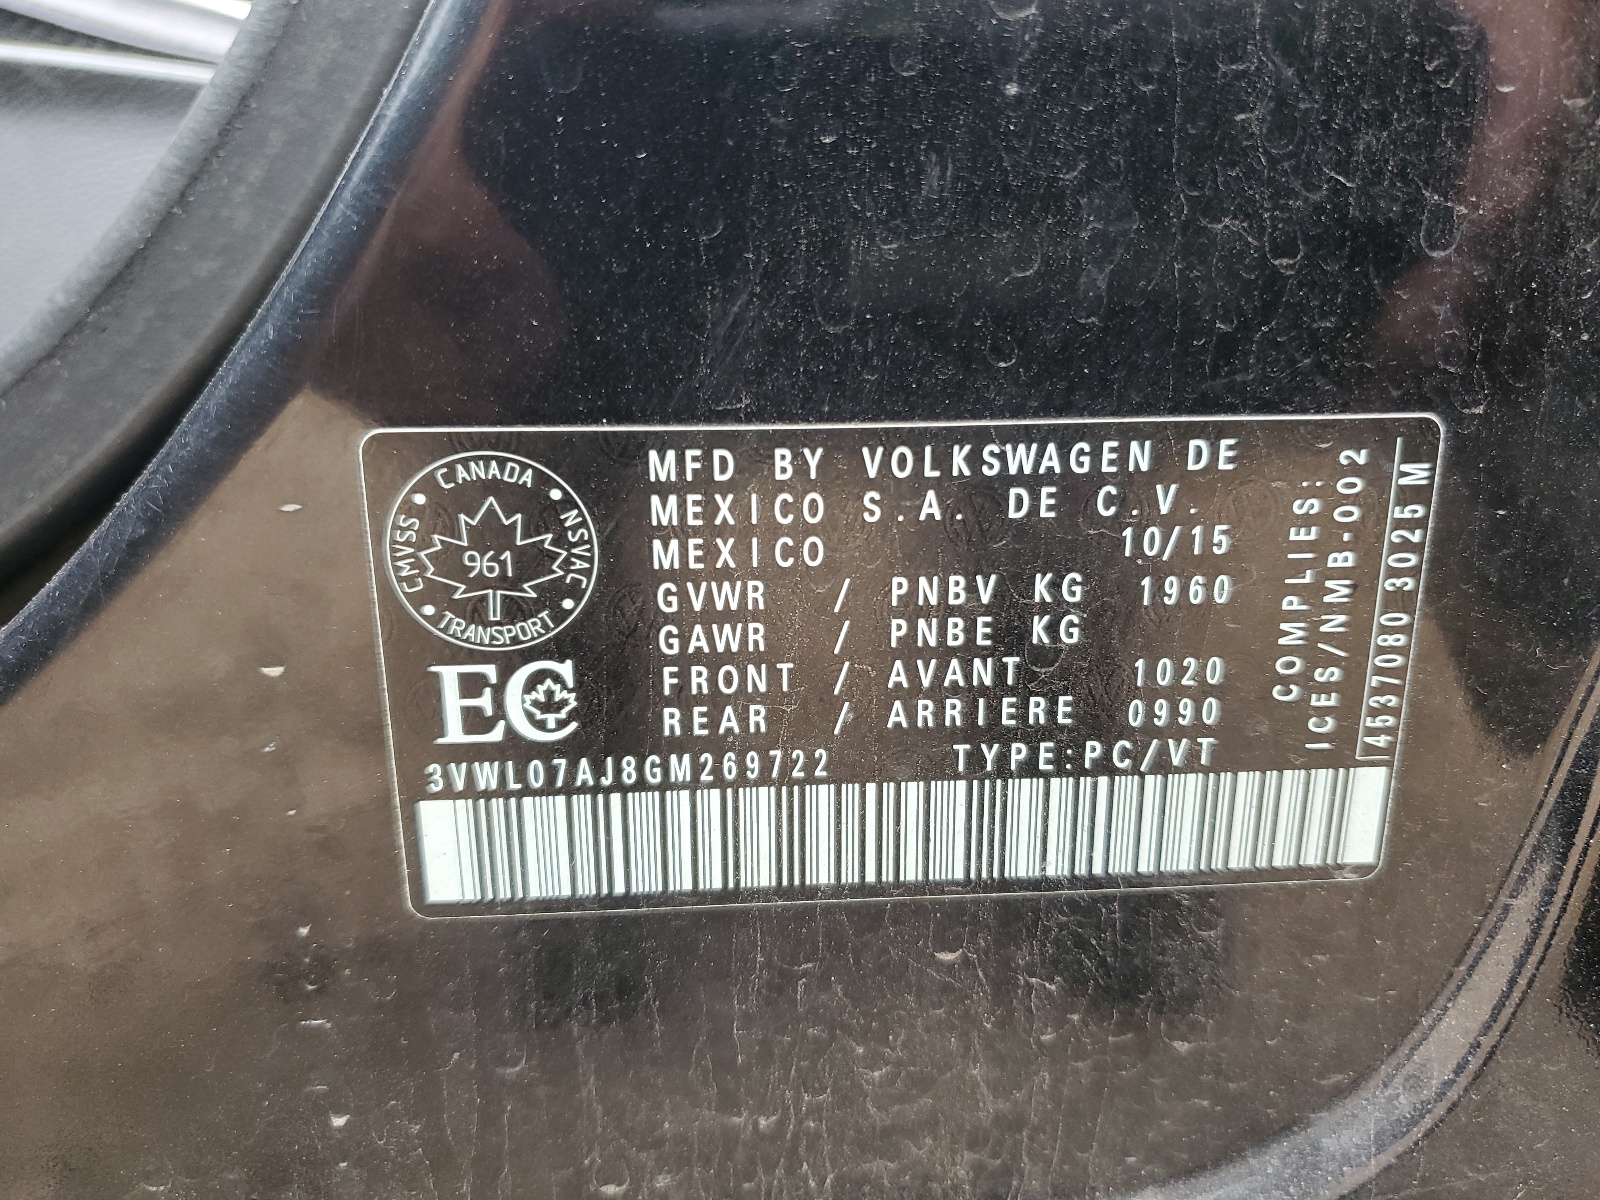 MFD BY VOLKSWAGEN DE
MEXICO S.A. DE C.V.
MEXICO 10/15
GVWR / PNBV KG 1960
GAWR / PNBE KG
FRONT / AVANT 1020
REAR / ARRIERE 0990
3VWL07AJ8GM269722 TYPE:PC/VT
CANADA
CMVSS
NSVAC
961
TRANSPORT
EC
COMPLIES:
ICES/NMB-002
4537080 3025 M